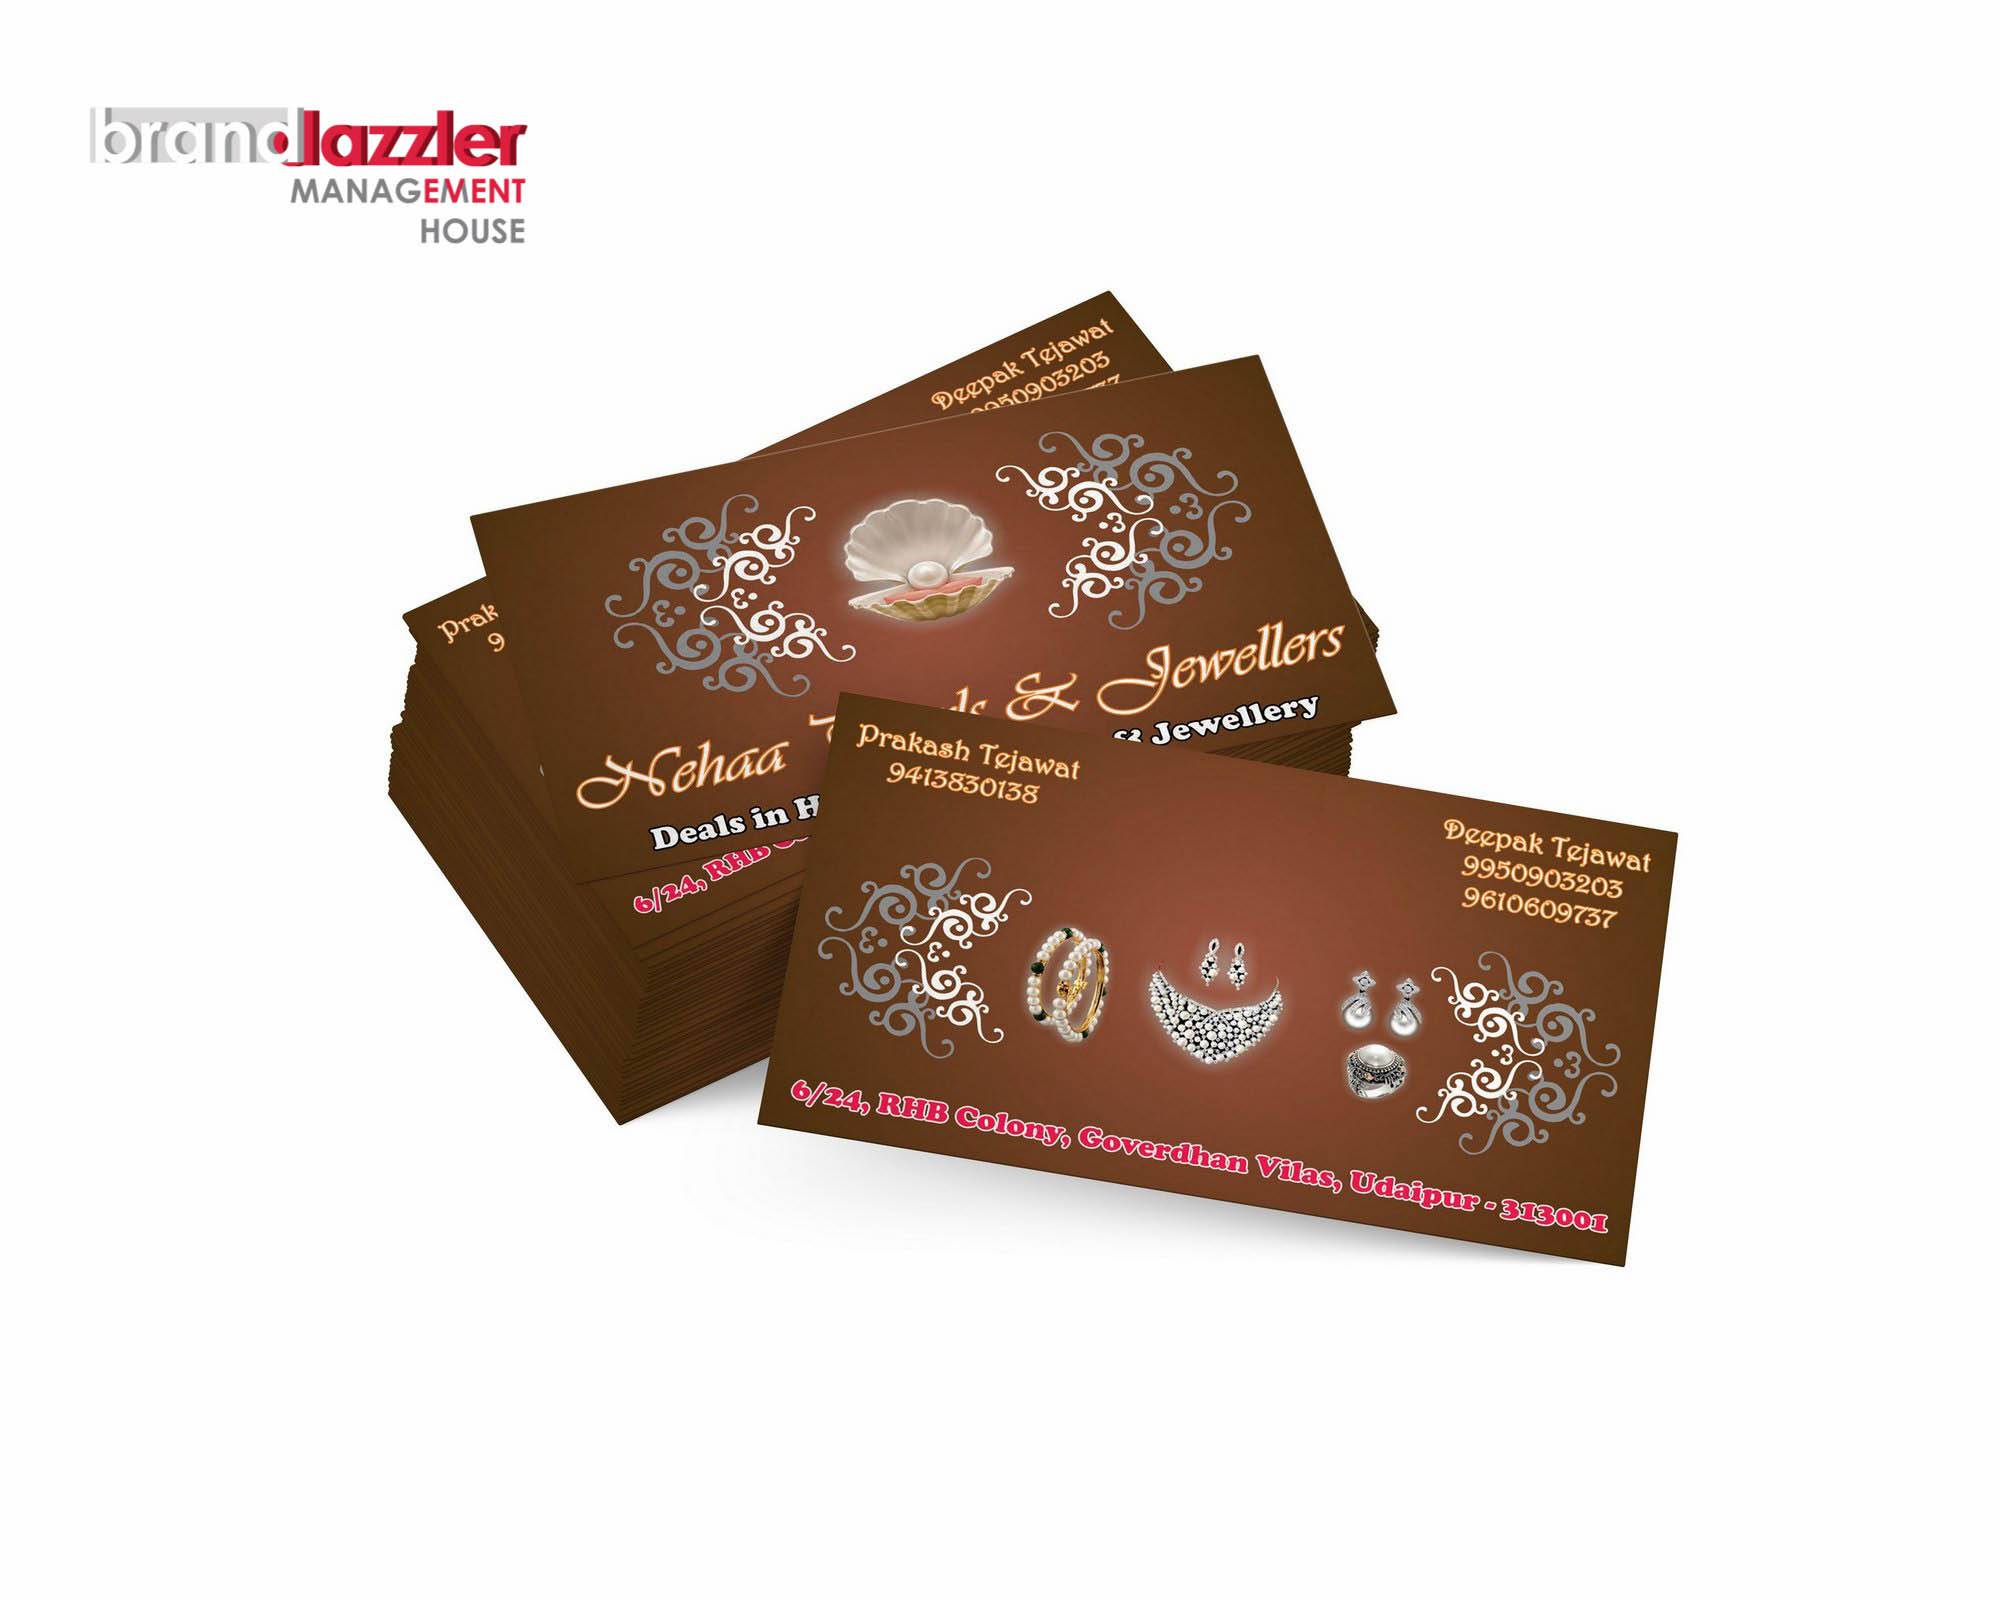 brandazzler
MANAGEMENT
HOUSE
Deepak Tejawat
9950903203
Prak
9
Nehaa & Jewellers
Deals in & Jewellery
6/24, RHB
Prakash Tejawat
9413830138
Deepak Tejawat
9950903203
9610609737
6/24, RHB Colony, Goverdhan Vilas, Udaipur - 313001